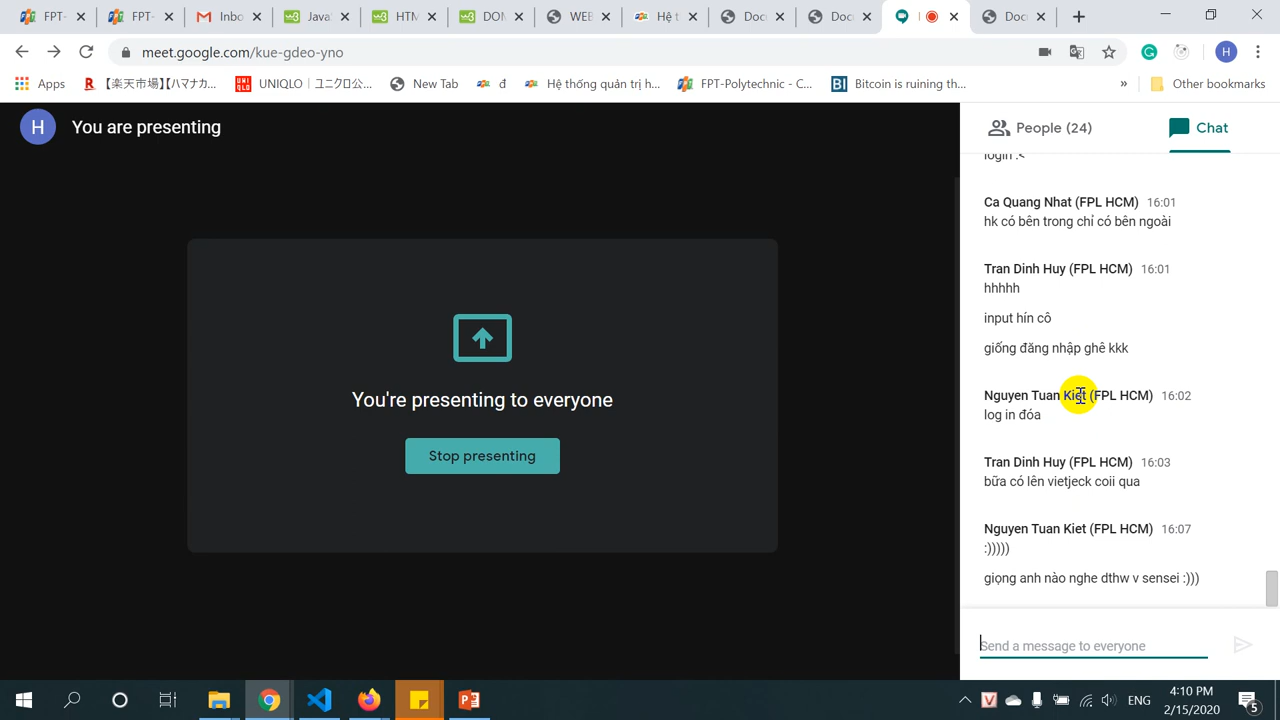 FPT-
FPT-
Inbo
Java
HTM
DOM
WEB
Hệ t
Doc
Doc
Doc
meet.google.com/kue-gdeo-yno
H
Apps
【楽天市場】【ハマナカ...
UNIQLO | ユニクロ公...
New Tab
đ
Hệ thống quản trị h...
FPT-Polytechnic - C...
Bitcoin is ruining th...
»
Other bookmarks
H
You are presenting
People (24)
Chat
login :<
Ca Quang Nhat (FPL HCM) 16:01
hk có bên trong chỉ có bên ngoài
Tran Dinh Huy (FPL HCM) 16:01
hhhhh
input hín cô
giống đăng nhập ghê kkk
Nguyen Tuan Kiet (FPL HCM) 16:02
log in đóa
Tran Dinh Huy (FPL HCM) 16:03
bữa có lên vietjeck coii qua
Nguyen Tuan Kiet (FPL HCM) 16:07
:)))))
giọng anh nào nghe dthw v sensei :)))
You're presenting to everyone
Stop presenting
Send a message to everyone
ENG
4:10 PM
2/15/2020
5